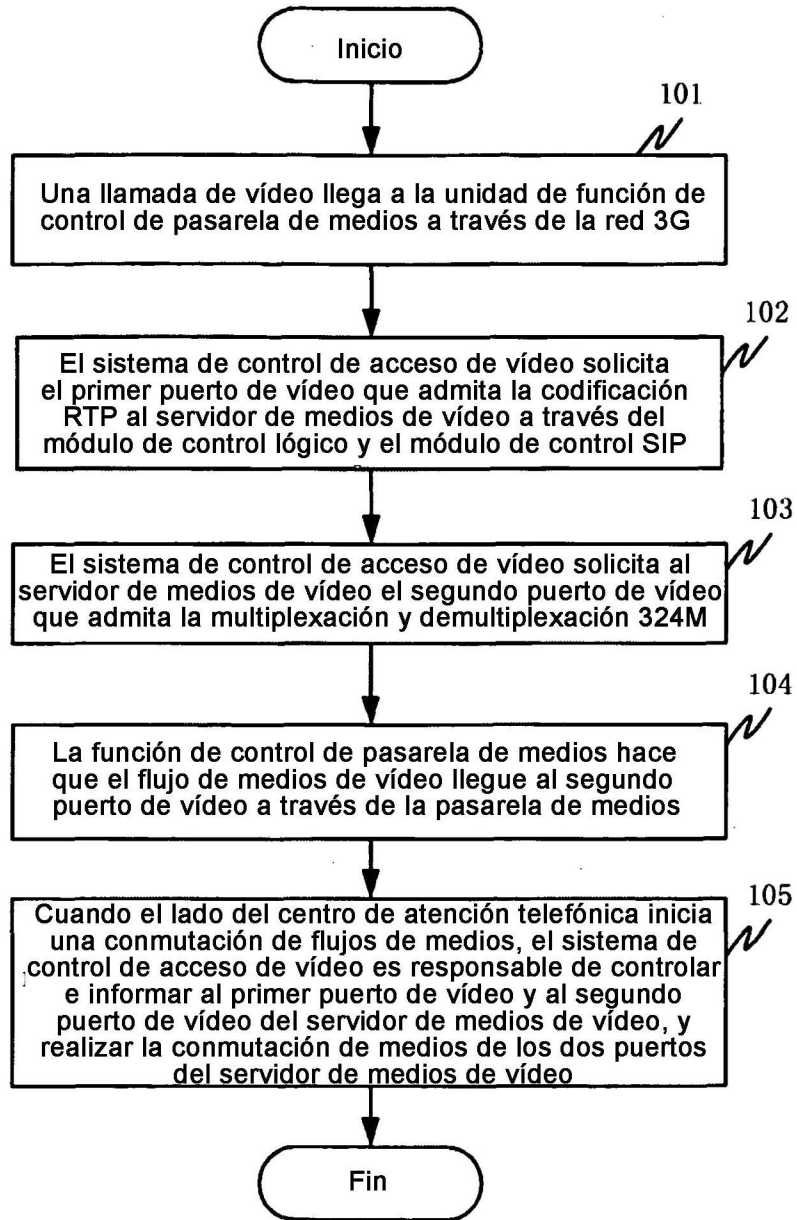 Inicio
101
Una llamada de vídeo llega a la unidad de función de
control de pasarela de medios a través de la red 3G
102
El sistema de control de acceso de vídeo solicita
el primer puerto de vídeo que admita la codificación
RTP al servidor de medios de vídeo a través del
módulo de control lógico y el módulo de control SIP
103
El sistema de control de acceso de vídeo solicita al
servidor de medios de vídeo el segundo puerto de vídeo
que admita la multiplexación y demultiplexación 324M
104
La función de control de pasarela de medios hace
que el flujo de medios de vídeo llegue al segundo
puerto de vídeo a través de la pasarela de medios
105
Cuando el lado del centro de atención telefónica inicia
una conmutación de flujos de medios, el sistema de
control de acceso de vídeo es responsable de controlar
e informar al primer puerto de vídeo y al segundo
puerto de vídeo del servidor de medios de vídeo, y
realizar la conmutación de medios de los dos puertos
del servidor de medios de vídeo
Fin